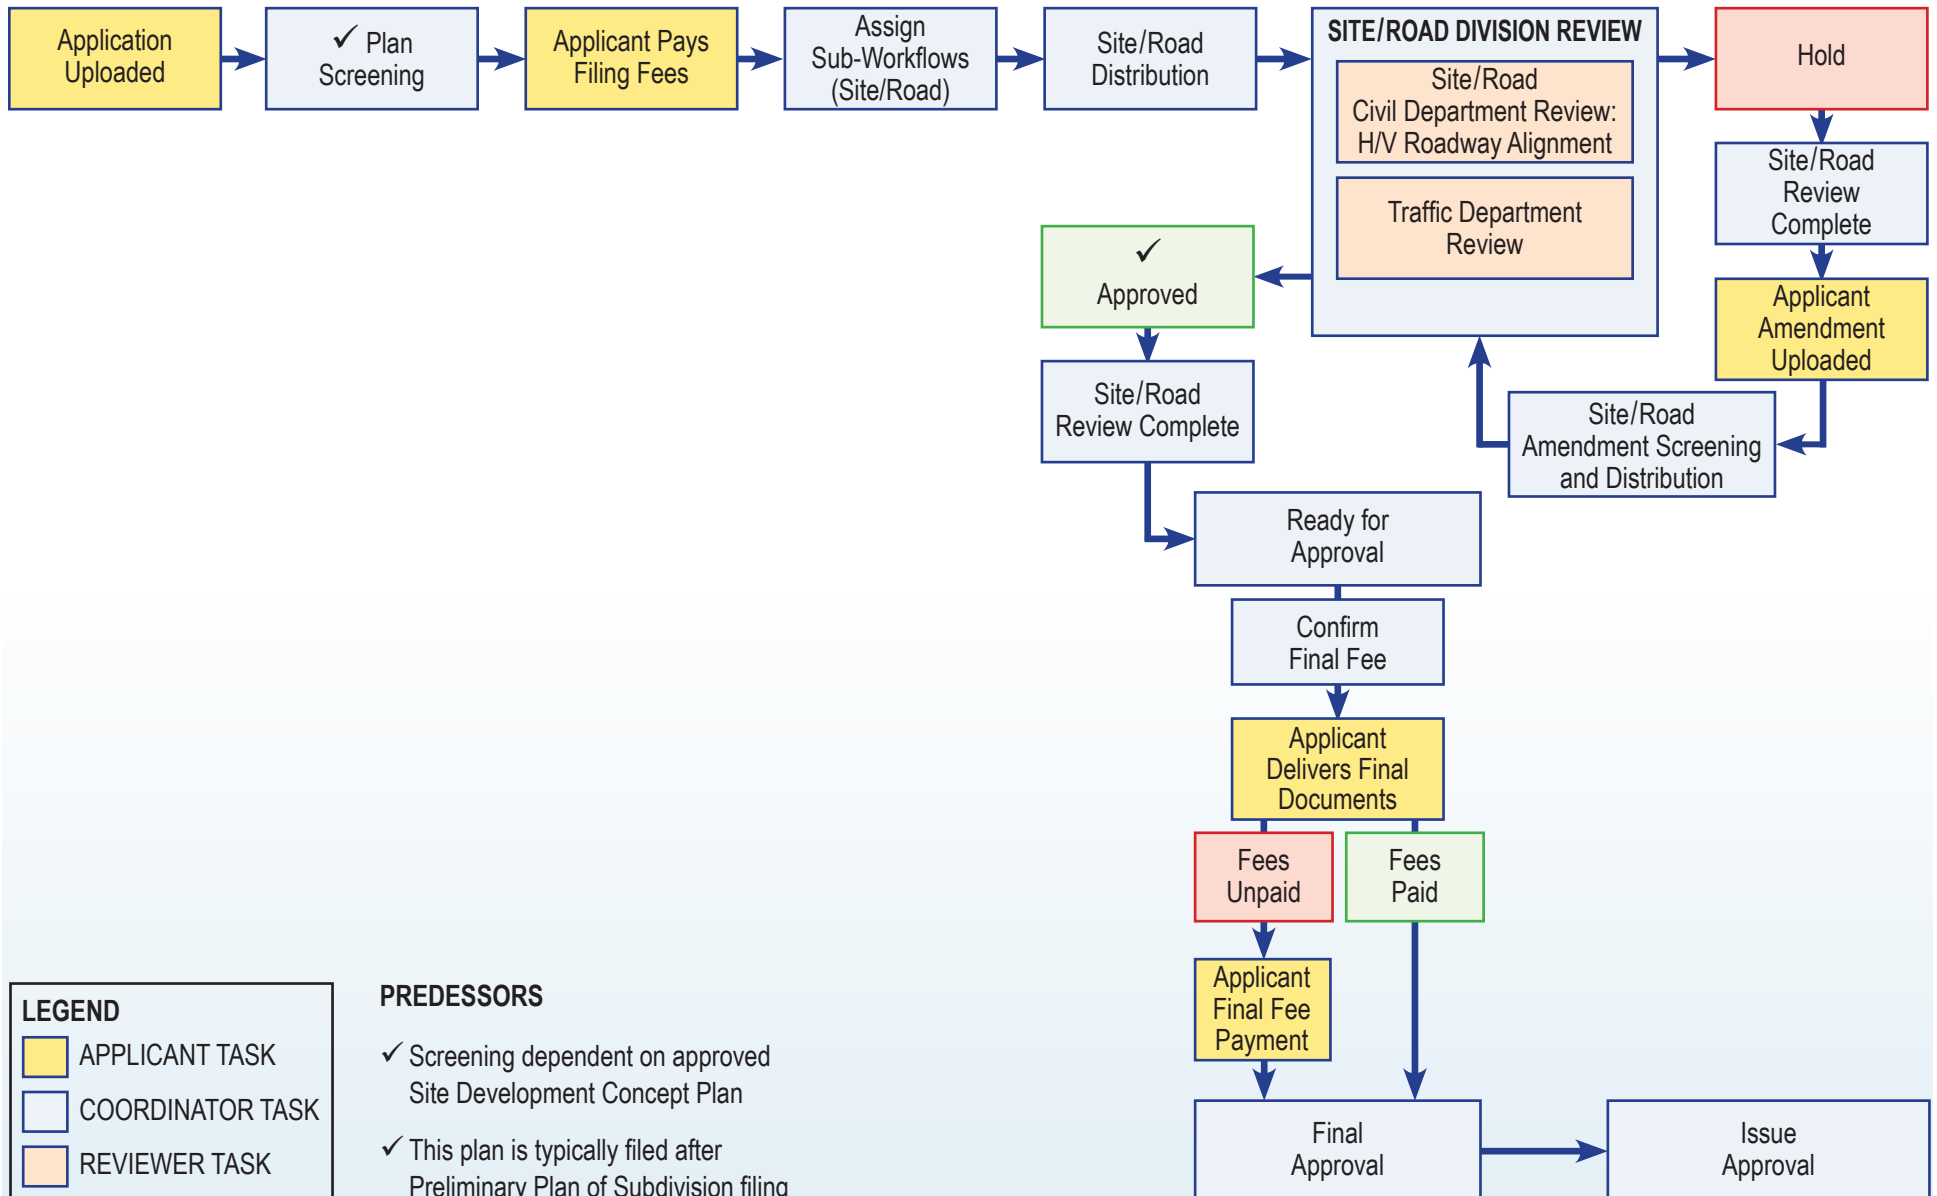 Application
Uploaded
✓ Plan
Screening
Applicant Pays
Filing Fees
Assign
Sub-Workflows
(Site/Road)
Site/Road
Distribution
SITE/ROAD DIVISION REVIEW
Site/Road
Civil Department Review:
H/V Roadway Alignment
Traffic Department
Review
Hold
Site/Road
Review
Complete
Applicant
Amendment
Uploaded
Site/Road
Amendment Screening
and Distribution
✓
Approved
Site/Road
Review Complete
Ready for
Approval
Confirm
Final Fee
Applicant
Delivers Final
Documents
Fees
Unpaid
Fees
Paid
Applicant
Final Fee
Payment
Final
Approval
Issue
Approval
LEGEND
APPLICANT TASK
COORDINATOR TASK
REVIEWER TASK
PREDESSORS
✓ Screening dependent on approved
Site Development Concept Plan
✓ This plan is typically filed after
Preliminary Plan of Subdivision filing